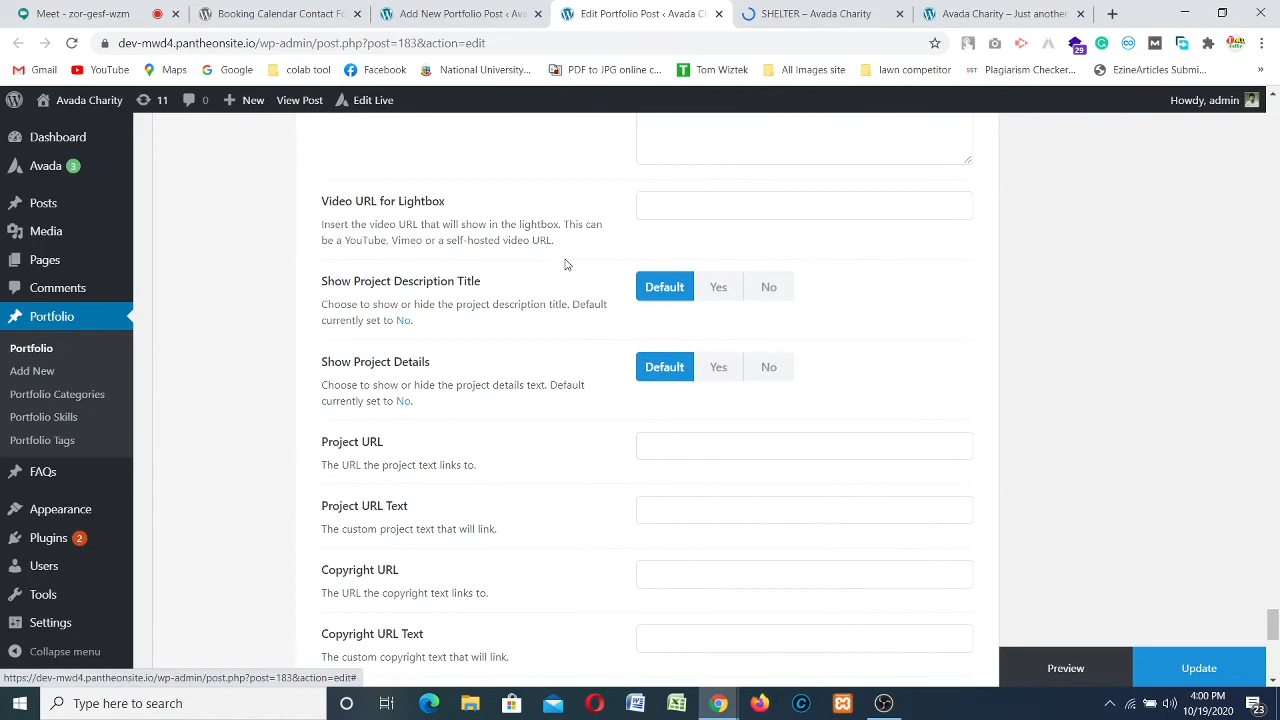 Meet - zor-gesf-wzm
Booking Calendar Contact Fo
Add New Portfolio Post ‹ Avada C
Edit Portfolio Post ‹ Avada Ch
SHELTER – Avada Charity
Avada Charity – Just another
dev-mwd4.pantheonsite.io/wp-admin/post.php?post=183&action=edit
29
Gmail
YouTube
Maps
Google
colab tool
Facebook
National University...
PDF to JPG online c...
Tom Wiztek
All Images site
lawn competitor
Plagiarism Checker...
EzineArticles Submi...
Avada Charity
11
0
New
View Post
Edit Live
Howdy, admin
Dashboard
Avada 3
Posts
Media
Pages
Comments
Portfolio
Portfolio
Add New
Portfolio Categories
Portfolio Skills
Portfolio Tags
FAQs
Appearance
Plugins 2
Users
Tools
Settings
Collapse menu
Video URL for Lightbox
Insert the video URL that will show in the lightbox. This can
be a YouTube, Vimeo or a self-hosted video URL.
Show Project Description Title
Choose to show or hide the project description title. Default
currently set to No.
Default Yes No
Show Project Details
Choose to show or hide the project details text. Default
currently set to No.
Default Yes No
Project URL
The URL the project text links to.
Project URL Text
The custom project text that will link.
Copyright URL
The URL the copyright text links to.
Copyright URL Text
The custom copyright text that will link.
Preview
Update
https://dev-mwd4.pantheonsite.io/wp-admin/post.php?post=183&action=edit#
Type here to search
4:00 PM
10/19/2020
23